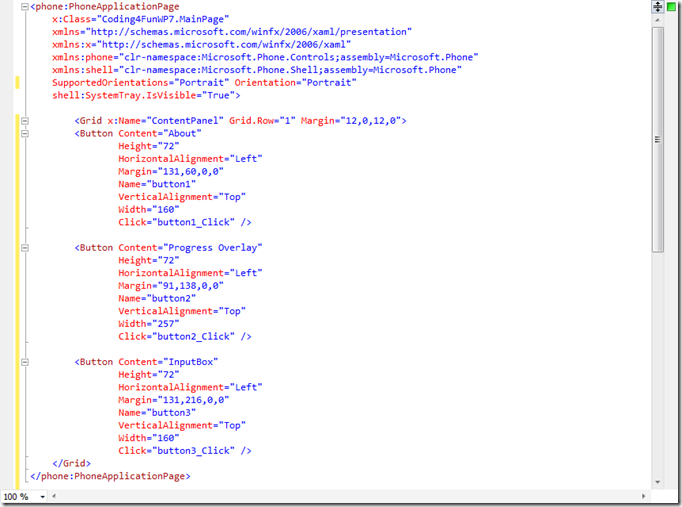 <phone:PhoneApplicationPage
x:Class="Coding4FunWP7.MainPage"
xmlns="http://schemas.microsoft.com/winfx/2006/xaml/presentation"
xmlns:x="http://schemas.microsoft.com/winfx/2006/xaml"
xmlns:phone="clr-namespace:Microsoft.Phone.Controls;assembly=Microsoft.Phone"
xmlns:shell="clr-namespace:Microsoft.Phone.Shell;assembly=Microsoft.Phone"
SupportedOrientations="Portrait" Orientation="Portrait"
shell:SystemTray.IsVisible="True">
<Grid x:Name="ContentPanel" Grid.Row="1" Margin="12,0,12,0">
<Button Content="About"
Height="72"
HorizontalAlignment="Left"
Margin="131,60,0,0"
Name="button1"
VerticalAlignment="Top"
Width="160"
Click="button1_Click" />
<Button Content="Progress Overlay"
Height="72"
HorizontalAlignment="Left"
Margin="91,138,0,0"
Name="button2"
VerticalAlignment="Top"
Width="257"
Click="button2_Click" />
<Button Content="InputBox"
Height="72"
HorizontalAlignment="Left"
Margin="131,216,0,0"
Name="button3"
VerticalAlignment="Top"
Width="160"
Click="button3_Click" />
</Grid>
</phone:PhoneApplicationPage>
100 %